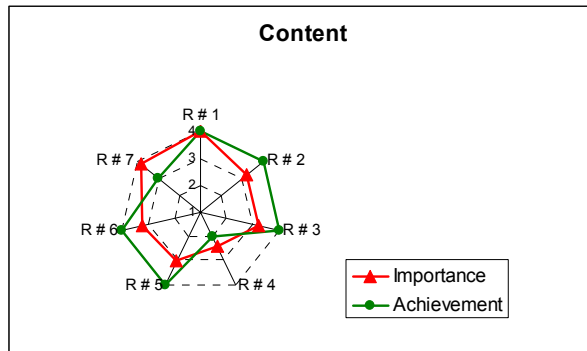 Content
R # 1
4
R # 7
3
R # 2
2
1
R # 6
R # 3
R # 5
R # 4
Importance
Achievement